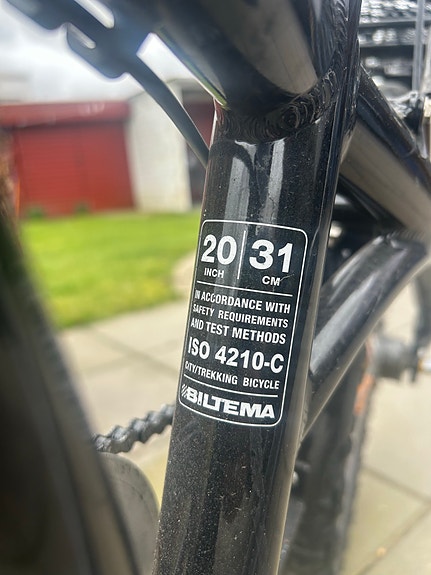 20 | 31
INCH CM
IN ACCORDANCE WITH
SAFETY REQUIREMENTS
AND TEST METHODS
ISO 4210-C
CITY/TREKKING BICYCLE
BILTEMA